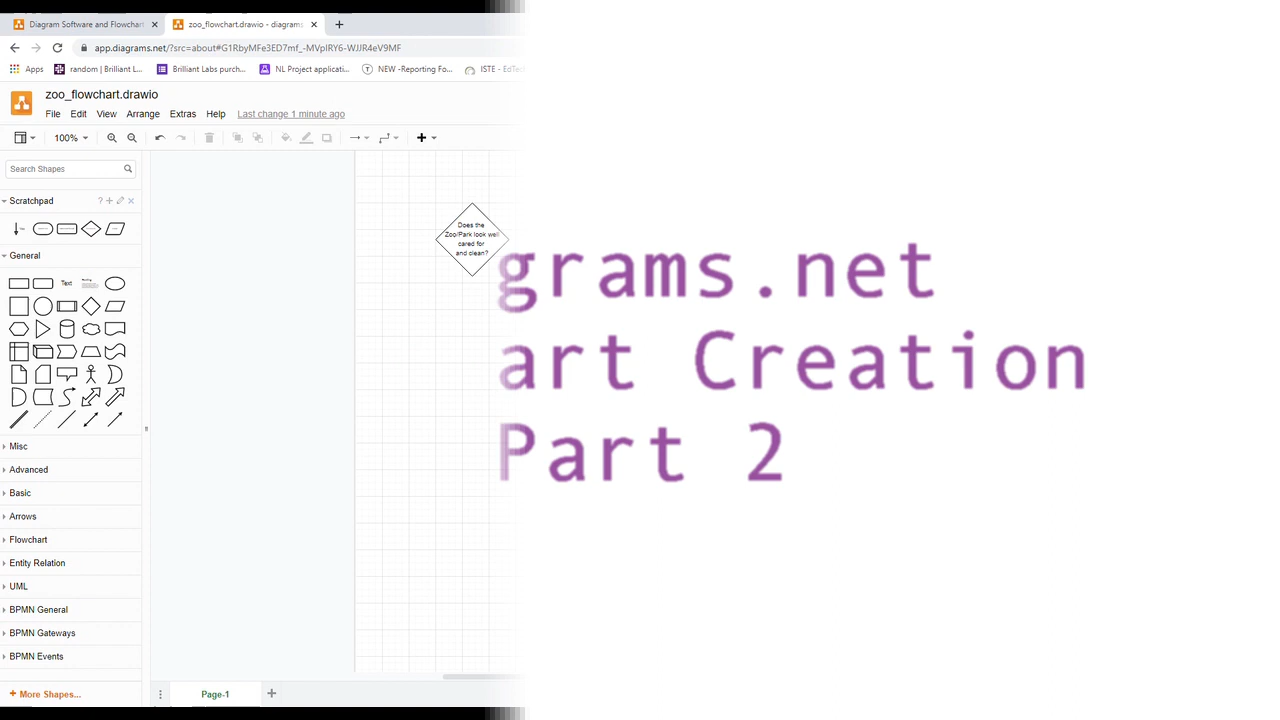 Diagram Software and Flowchart
zoo_flowchart.drawio - diagrams
app.diagrams.net/?src=about#G1RbyMFe3ED7mf_-MVpIRY6-WJJR4eV9MF
Apps
random | Brilliant L...
Brilliant Labs purch...
NL Project applicati...
NEW -Reporting Fo...
ISTE - EdTec
zoo_flowchart.drawio
File Edit View Arrange Extras Help Last change 1 minute ago
100%
Search Shapes
Scratchpad
General
Text
Misc
Advanced
Basic
Arrows
Flowchart
Entity Relation
UML
BPMN General
BPMN Gateways
BPMN Events
+ More Shapes...
Page-1
Does the
Zoo/Park look well
cared for
and clean?
grams.net
art Creation
Part 2